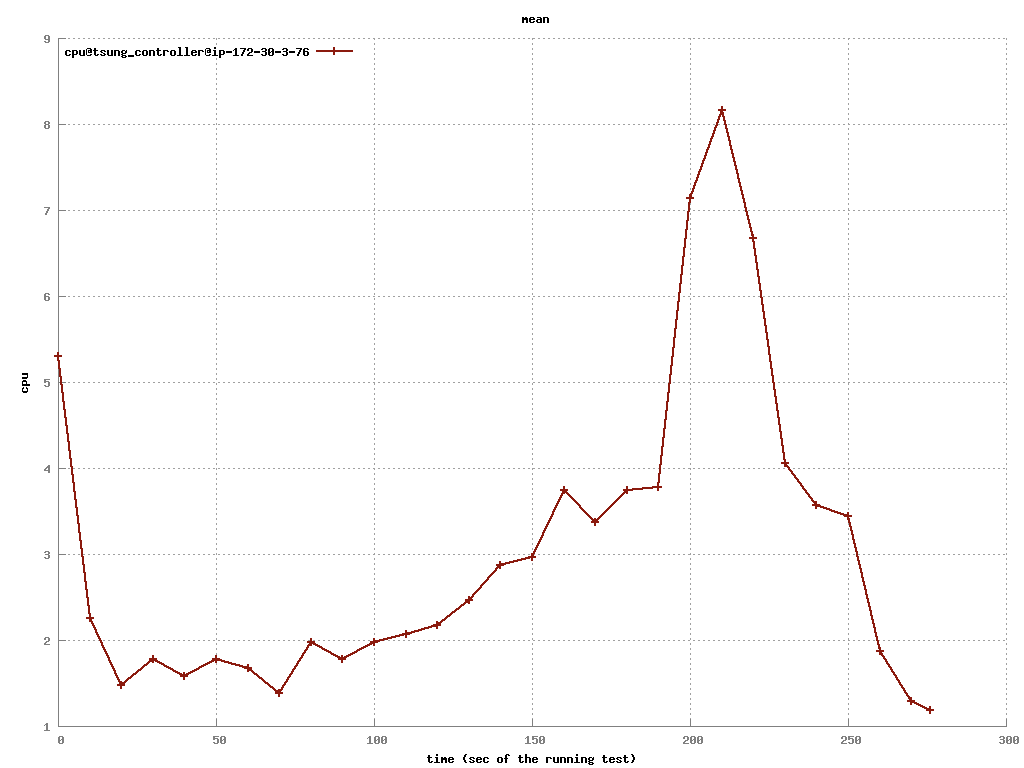 mean
9
cpu@tsung_controller@ip-172-30-3-76
8
7
6
5
cpu
4
3
2
1
0 50 100 150 200 250 300
time (sec of the running test)